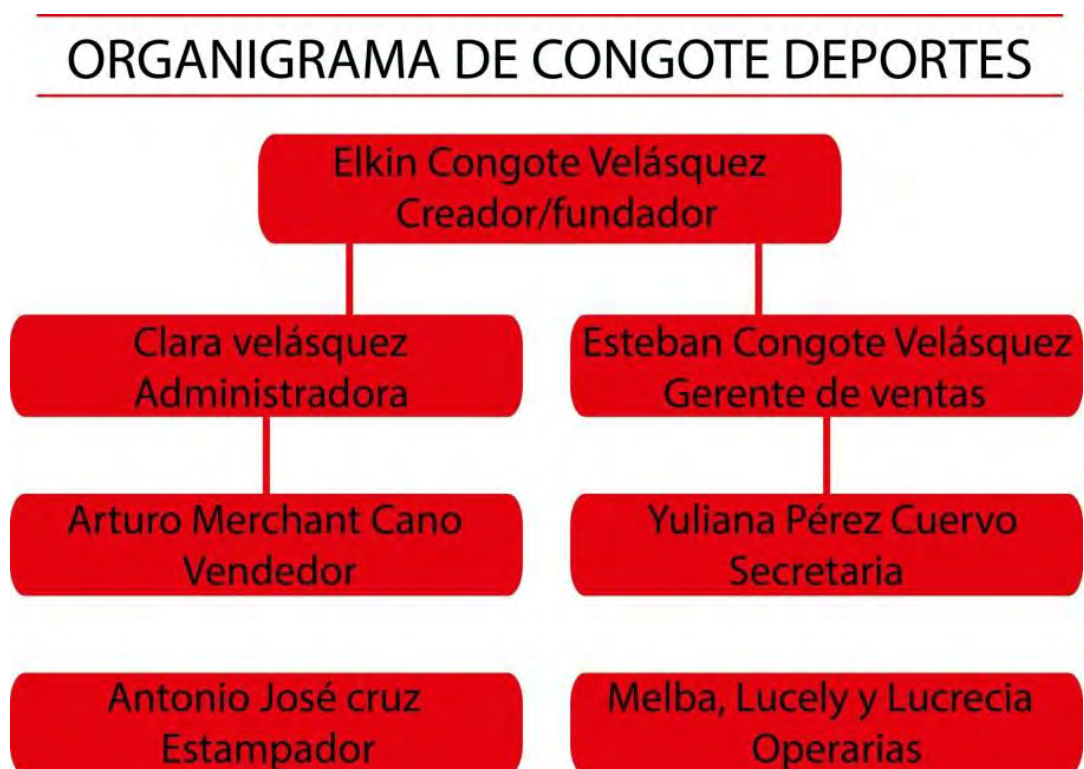 ORGANIGRAMA DE CONGOTE DEPORTES
Elkin Congote Velásquez
Creador/fundador
Clara velásquez
Administradora
Esteban Congote Velásquez
Gerente de ventas
Arturo Merchant Cano
Vendedor
Yuliana Pérez Cuervo
Secretaria
Antonio José cruz
Estampador
Melba, Lucely y Lucrecia
Operarias